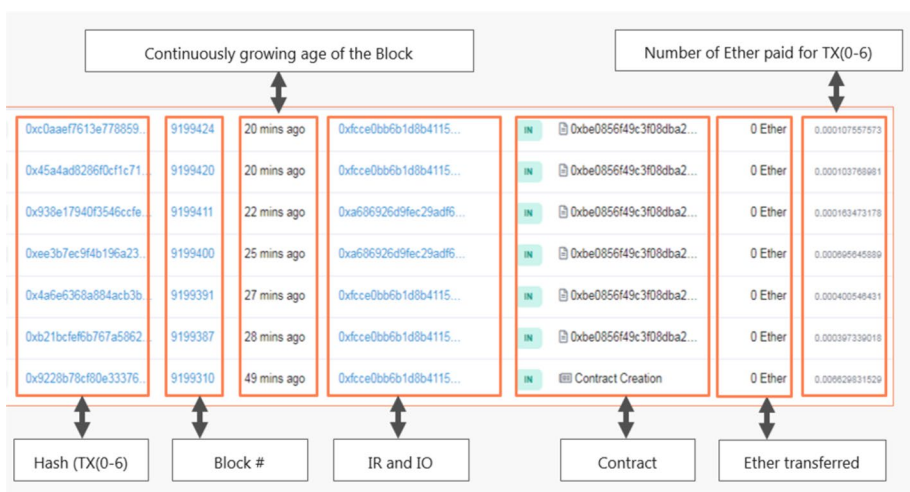 Continuously growing age of the Block Number of Ether paid for TX(0-6)
0xc0aaef7613e778859... 9199424 20 mins ago 0xfcce0bb6b1d8b4115... IN 0xbe0856f49c3f08dba2... 0 Ether 0.000107557573
0x45a4ad8286f0cf1c71... 9199420 20 mins ago 0xfcce0bb6b1d8b4115... IN 0xbe0856f49c3f08dba2... 0 Ether 0.000103768981
0x938e17940f3546ccfe... 9199411 22 mins ago 0xa686926d9fec29adf6... IN 0xbe0856f49c3f08dba2... 0 Ether 0.000163473178
0xee3b7ec9f4b196a23... 9199400 25 mins ago 0xa686926d9fec29adf6... IN 0xbe0856f49c3f08dba2... 0 Ether 0.000695645889
0x4a6e6368a884acb3b... 9199391 27 mins ago 0xfcce0bb6b1d8b4115... IN 0xbe0856f49c3f08dba2... 0 Ether 0.000400546431
0xb21bcfef6b767a5862... 9199387 28 mins ago 0xfcce0bb6b1d8b4115... IN 0xbe0856f49c3f08dba2... 0 Ether 0.000397339018
0x9228b78cf80e33376... 9199310 49 mins ago 0xfcce0bb6b1d8b4115... IN Contract Creation 0 Ether 0.006629831529
Hash (TX(0-6) Block # IR and IO Contract Ether transferred